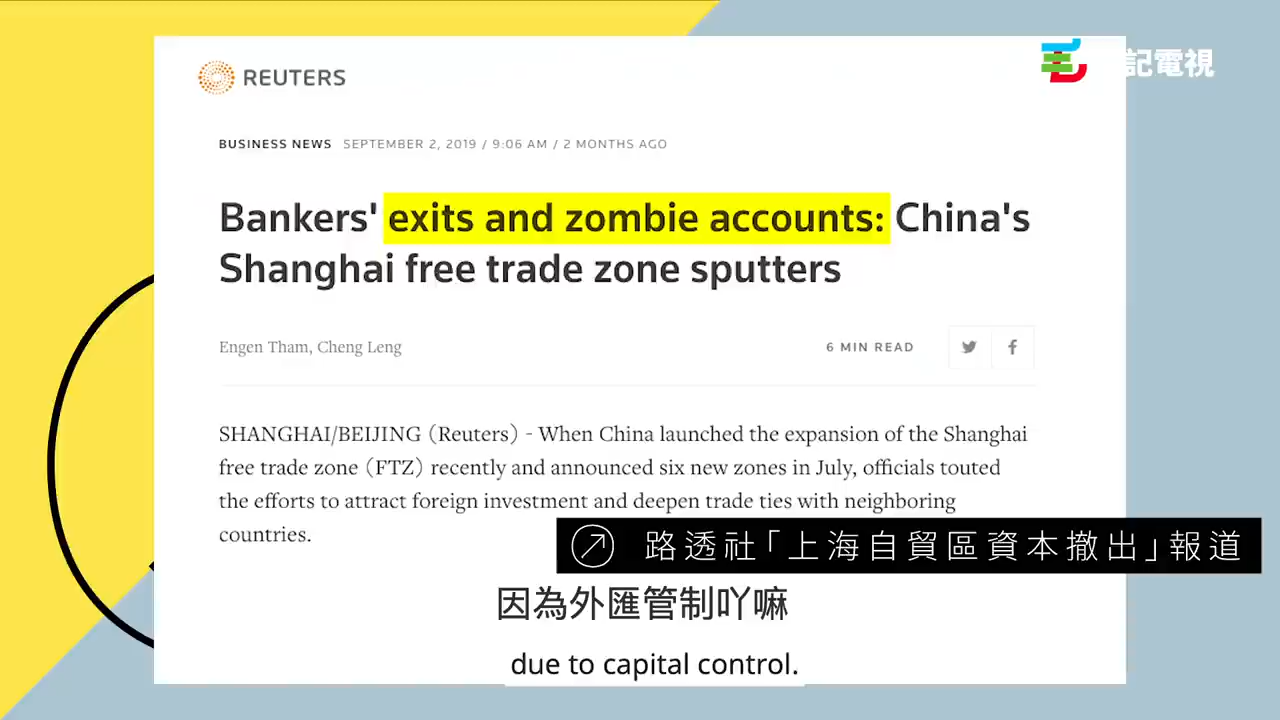 REUTERS
記電視
BUSINESS NEWS SEPTEMBER 2, 2019 / 9:06 AM / 2 MONTHS AGO
Bankers' exits and zombie accounts: China's
Shanghai free trade zone sputters
Engen Tham, Cheng Leng
6 MIN READ
SHANGHAI/BEIJING (Reuters) - When China launched the expansion of the Shanghai
free trade zone (FTZ) recently and announced six new zones in July, officials touted
the efforts to attract foreign investment and deepen trade ties with neighboring
countries.
路透社「上海自貿區資本撤出」報道
因為外匯管制吖嘛
due to capital control.